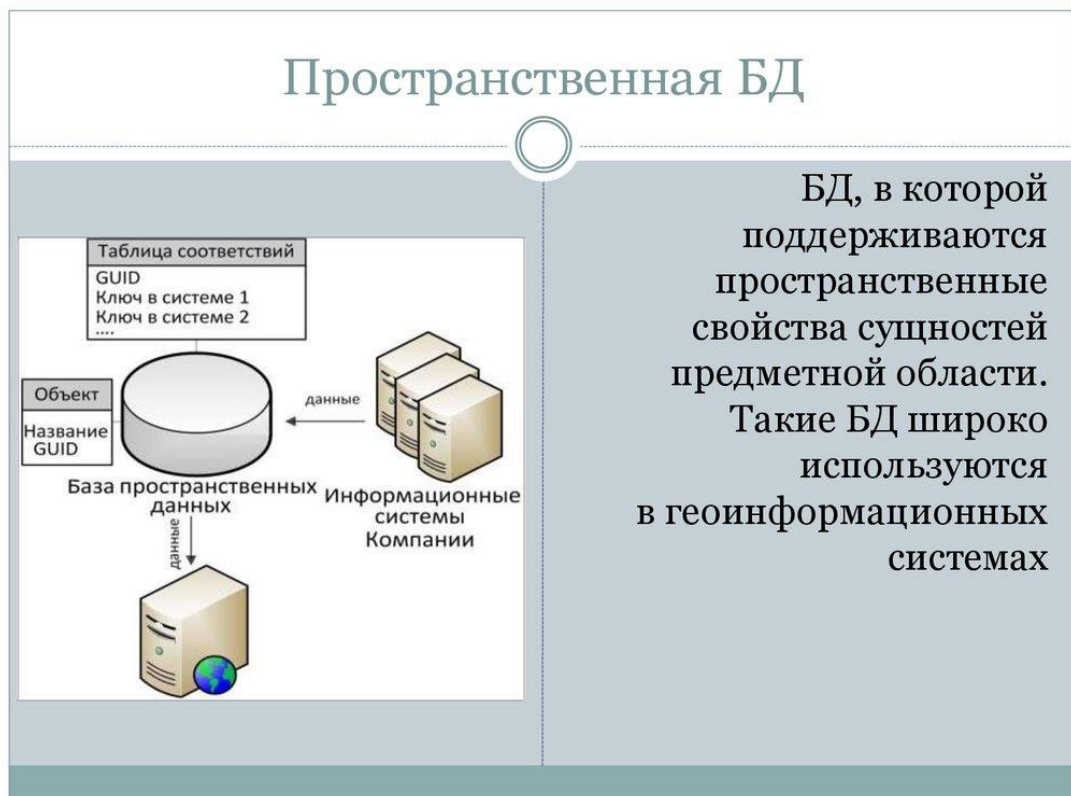 Пространственная БД
Таблица соответствий
GUID
Ключ в системе 1
Ключ в системе 2
....
Объект
Название
GUID
данные
База пространственных
данных
Информационные
системы
Компании
данные
БД, в которой
поддерживаются
пространственные
свойства сущностей
предметной области.
Такие БД широко
используются
в геоинформационных
системах